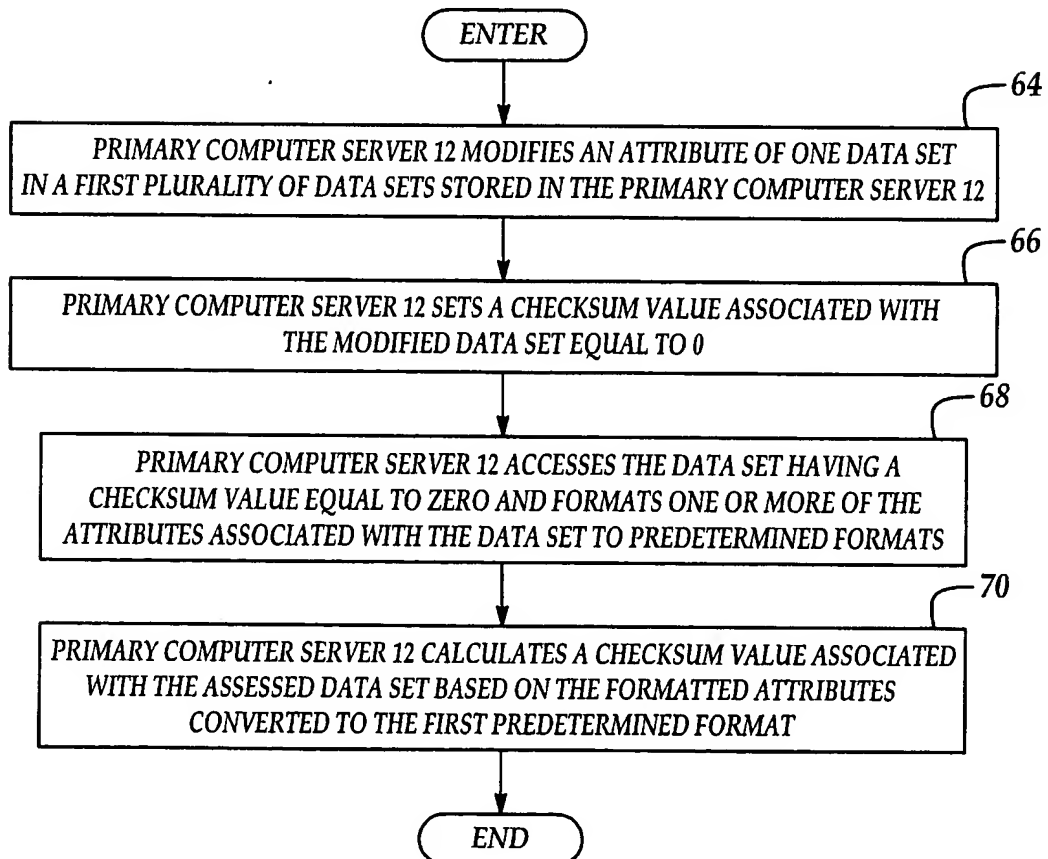 ENTER
64
PRIMARY COMPUTER SERVER 12 MODIFIES AN ATTRIBUTE OF ONE DATA SET
IN A FIRST PLURALITY OF DATA SETS STORED IN THE PRIMARY COMPUTER SERVER 12
66
PRIMARY COMPUTER SERVER 12 SETS A CHECKSUM VALUE ASSOCIATED WITH
THE MODIFIED DATA SET EQUAL TO 0
68
PRIMARY COMPUTER SERVER 12 ACCESSES THE DATA SET HAVING A
CHECKSUM VALUE EQUAL TO ZERO AND FORMATS ONE OR MORE OF THE
ATTRIBUTES ASSOCIATED WITH THE DATA SET TO PREDETERMINED FORMATS
70
PRIMARY COMPUTER SERVER 12 CALCULATES A CHECKSUM VALUE ASSOCIATED
WITH THE ASSESSED DATA SET BASED ON THE FORMATTED ATTRIBUTES
CONVERTED TO THE FIRST PREDETERMINED FORMAT
END